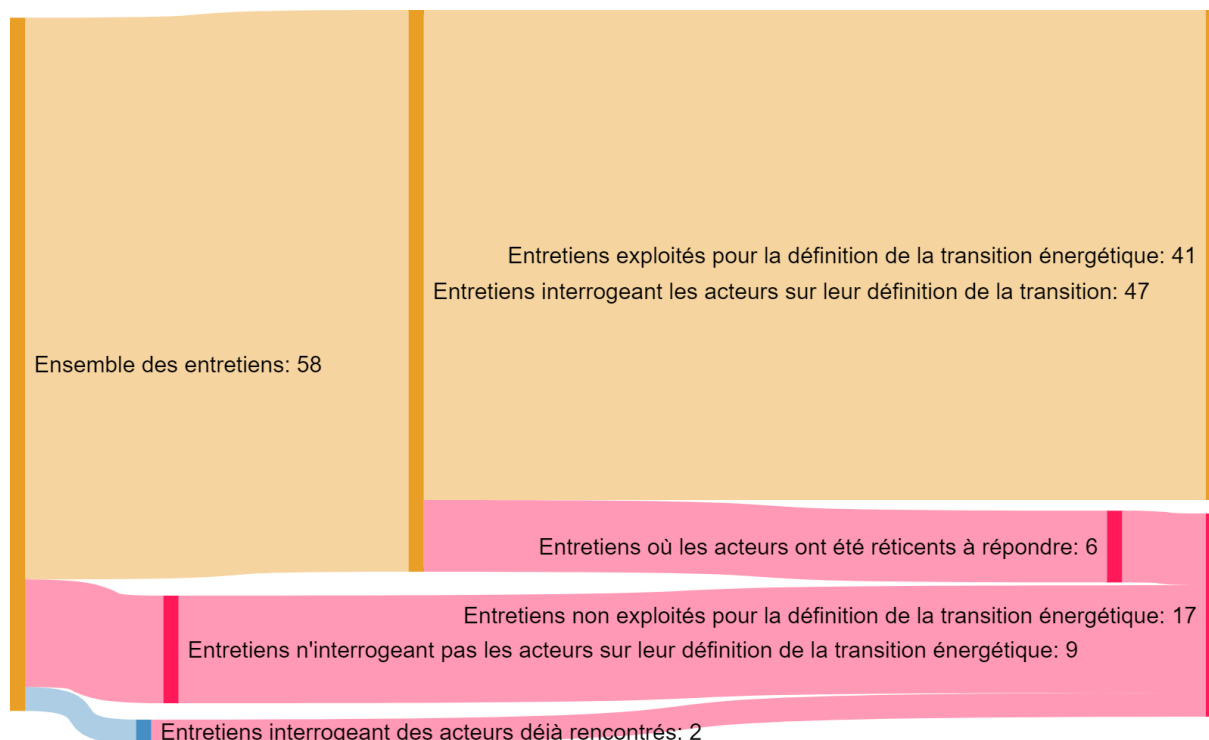 Entretiens exploités pour la définition de la transition énergétique: 41
Entretiens interrogeant les acteurs sur leur définition de la transition: 47
Ensemble des entretiens: 58
Entretiens où les acteurs ont été réticents à répondre: 6
Entretiens non exploités pour la définition de la transition énergétique: 17
Entretiens n'interrogeant pas les acteurs sur leur définition de la transition énergétique: 9
Entretiens interrogeant des acteurs déjà rencontrés: 2